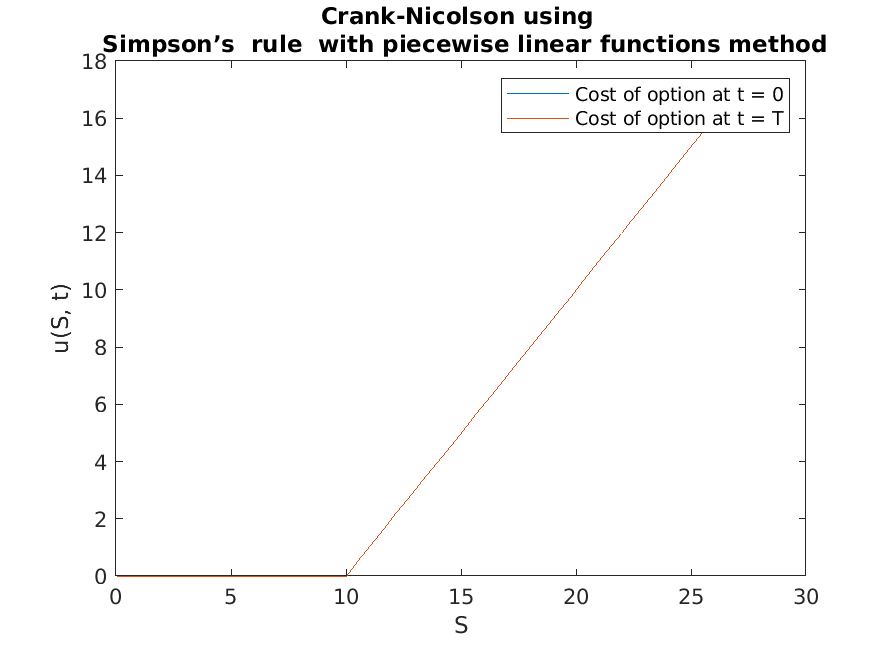 Crank-Nicolson using
Simpson’s rule with piecewise linear functions method
18
16
14
12
10
8
6
4
2
0
u(S, t)
Cost of option at t = 0
Cost of option at t = T
0 5 10 15 20 25 30
S